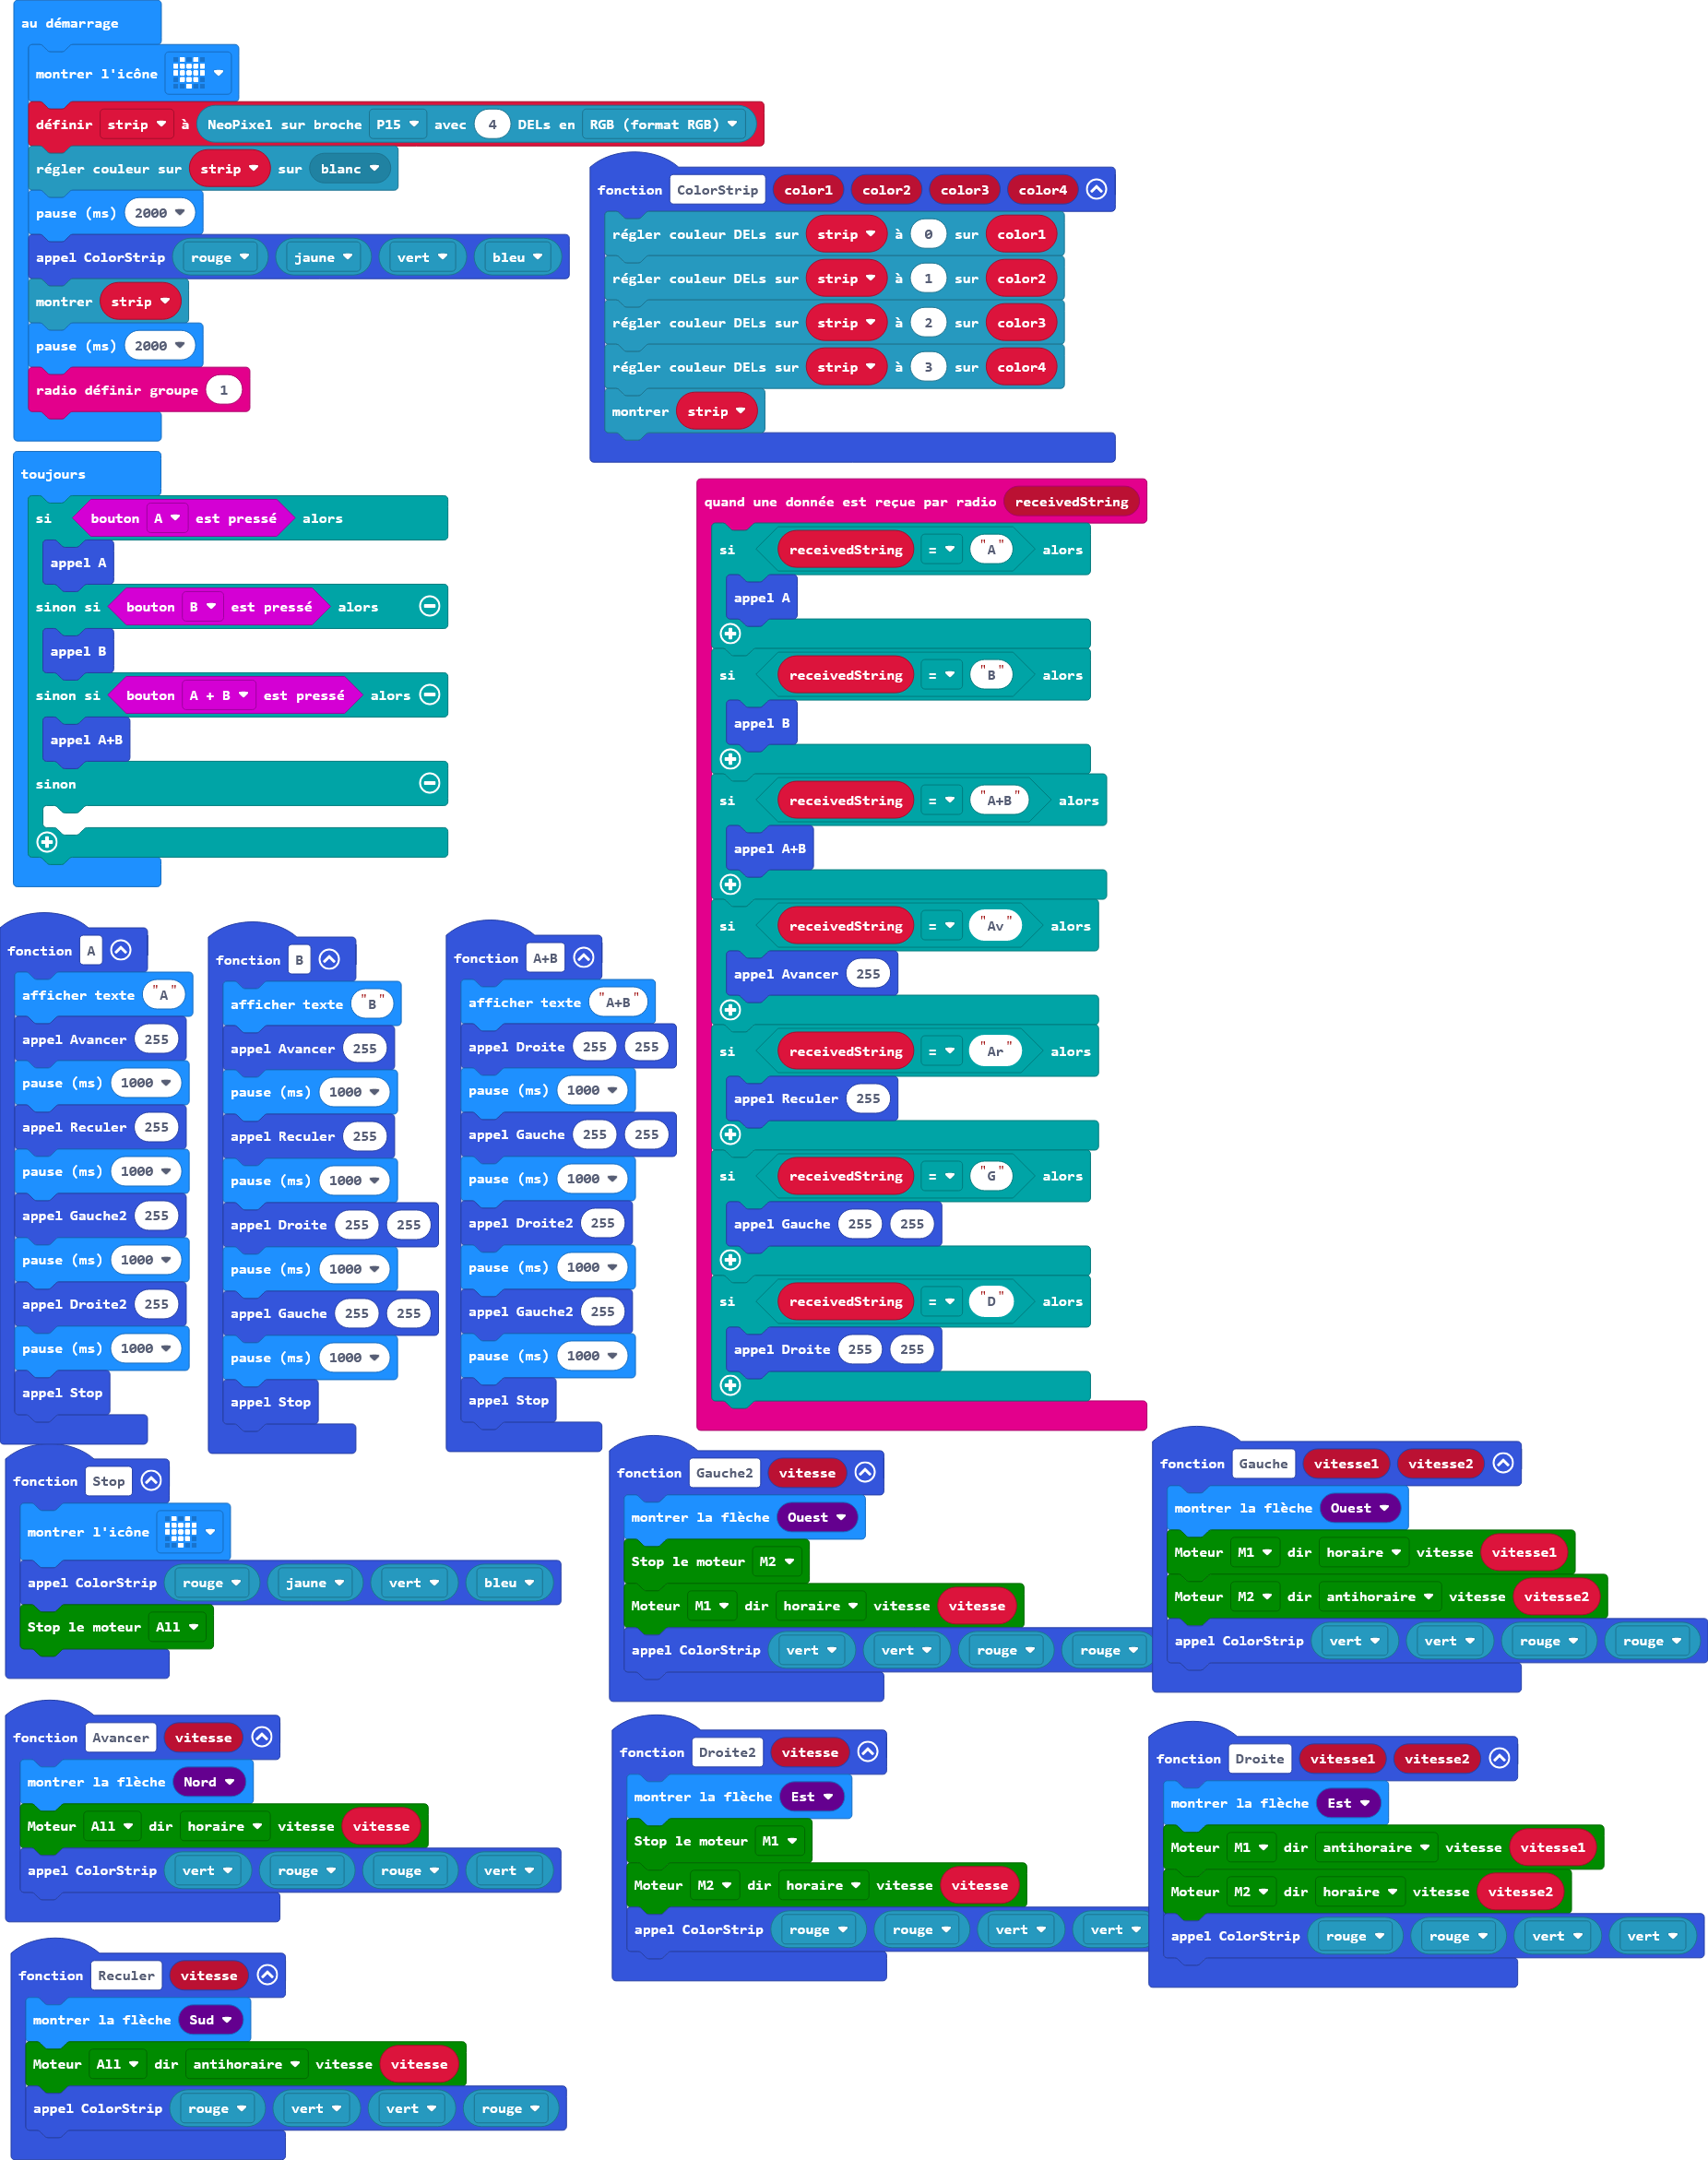 au démarrage
montrer l'icône
définir strip à NeoPixel sur broche P15 avec 4 DELs en RGB (format RGB)
régler couleur sur strip sur blanc
pause (ms) 2000
appel ColorStrip rouge jaune vert bleu
montrer strip
pause (ms) 2000
radio définir groupe 1
fonction ColorStrip color1 color2 color3 color4
régler couleur DELs sur strip à 0 sur color1
régler couleur DELs sur strip à 1 sur color2
régler couleur DELs sur strip à 2 sur color3
régler couleur DELs sur strip à 3 sur color4
montrer strip
toujours
si bouton A est pressé alors
appel A
sinon si bouton B est pressé alors
appel B
sinon si bouton A + B est pressé alors
appel A+B
sinon
quand une donnée est reçue par radio receivedString
si receivedString = "A" alors
appel A
si receivedString = "B" alors
appel B
si receivedString = "A+B" alors
appel A+B
si receivedString = "Av" alors
appel Avancer 255
si receivedString = "Ar" alors
appel Reculer 255
si receivedString = "G" alors
appel Gauche 255 255
si receivedString = "D" alors
appel Droite 255 255
fonction A
afficher texte "A"
appel Avancer 255
pause (ms) 1000
appel Reculer 255
pause (ms) 1000
appel Gauche2 255
pause (ms) 1000
appel Droite2 255
pause (ms) 1000
appel Stop
fonction B
afficher texte "B"
appel Avancer 255
pause (ms) 1000
appel Reculer 255
pause (ms) 1000
appel Droite 255 255
pause (ms) 1000
appel Gauche 255 255
pause (ms) 1000
appel Stop
fonction A+B
afficher texte "A+B"
appel Droite 255 255
pause (ms) 1000
appel Gauche 255 255
pause (ms) 1000
appel Droite2 255
pause (ms) 1000
appel Gauche2 255
pause (ms) 1000
appel Stop
fonction Stop
montrer l'icône
appel ColorStrip rouge jaune vert bleu
Stop le moteur All
fonction Gauche2 vitesse
montrer la flèche Ouest
Stop le moteur M2
Moteur M1 dir horaire vitesse vitesse
appel ColorStrip vert vert rouge rouge
fonction Gauche vitesse1 vitesse2
montrer la flèche Ouest
Moteur M1 dir horaire vitesse vitesse1
Moteur M2 dir antihoraire vitesse vitesse2
appel ColorStrip vert vert rouge rouge
fonction Avancer vitesse
montrer la flèche Nord
Moteur All dir horaire vitesse vitesse
appel ColorStrip vert rouge rouge vert
fonction Droite2 vitesse
montrer la flèche Est
Stop le moteur M1
Moteur M2 dir horaire vitesse vitesse
appel ColorStrip rouge rouge vert vert
fonction Droite vitesse1 vitesse2
montrer la flèche Est
Moteur M1 dir antihoraire vitesse vitesse1
Moteur M2 dir horaire vitesse vitesse2
appel ColorStrip rouge rouge vert vert
fonction Reculer vitesse
montrer la flèche Sud
Moteur All dir antihoraire vitesse vitesse
appel ColorStrip rouge vert vert rouge